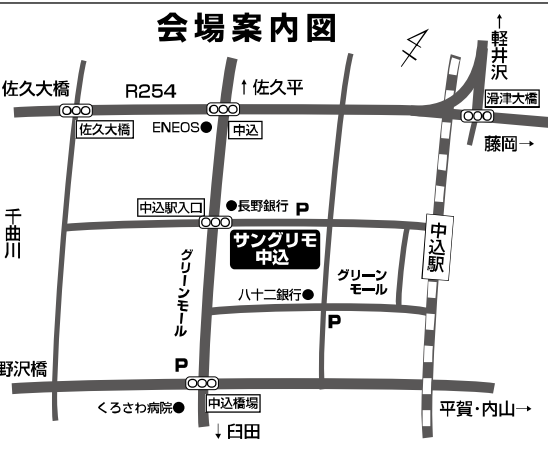 会場案内図
↑軽井沢
佐久大橋
R254
↑佐久平
滑津大橋
佐久大橋
ENEOS●
中込
藤岡→
中込駅入口
●長野銀行
P
千曲川
サングリモ
中込
中込駅
グリーンモール
グリーン
モール
八十二銀行●
P
野沢橋
P
くろさわ病院●
中込橋場
平賀・内山→
↓臼田